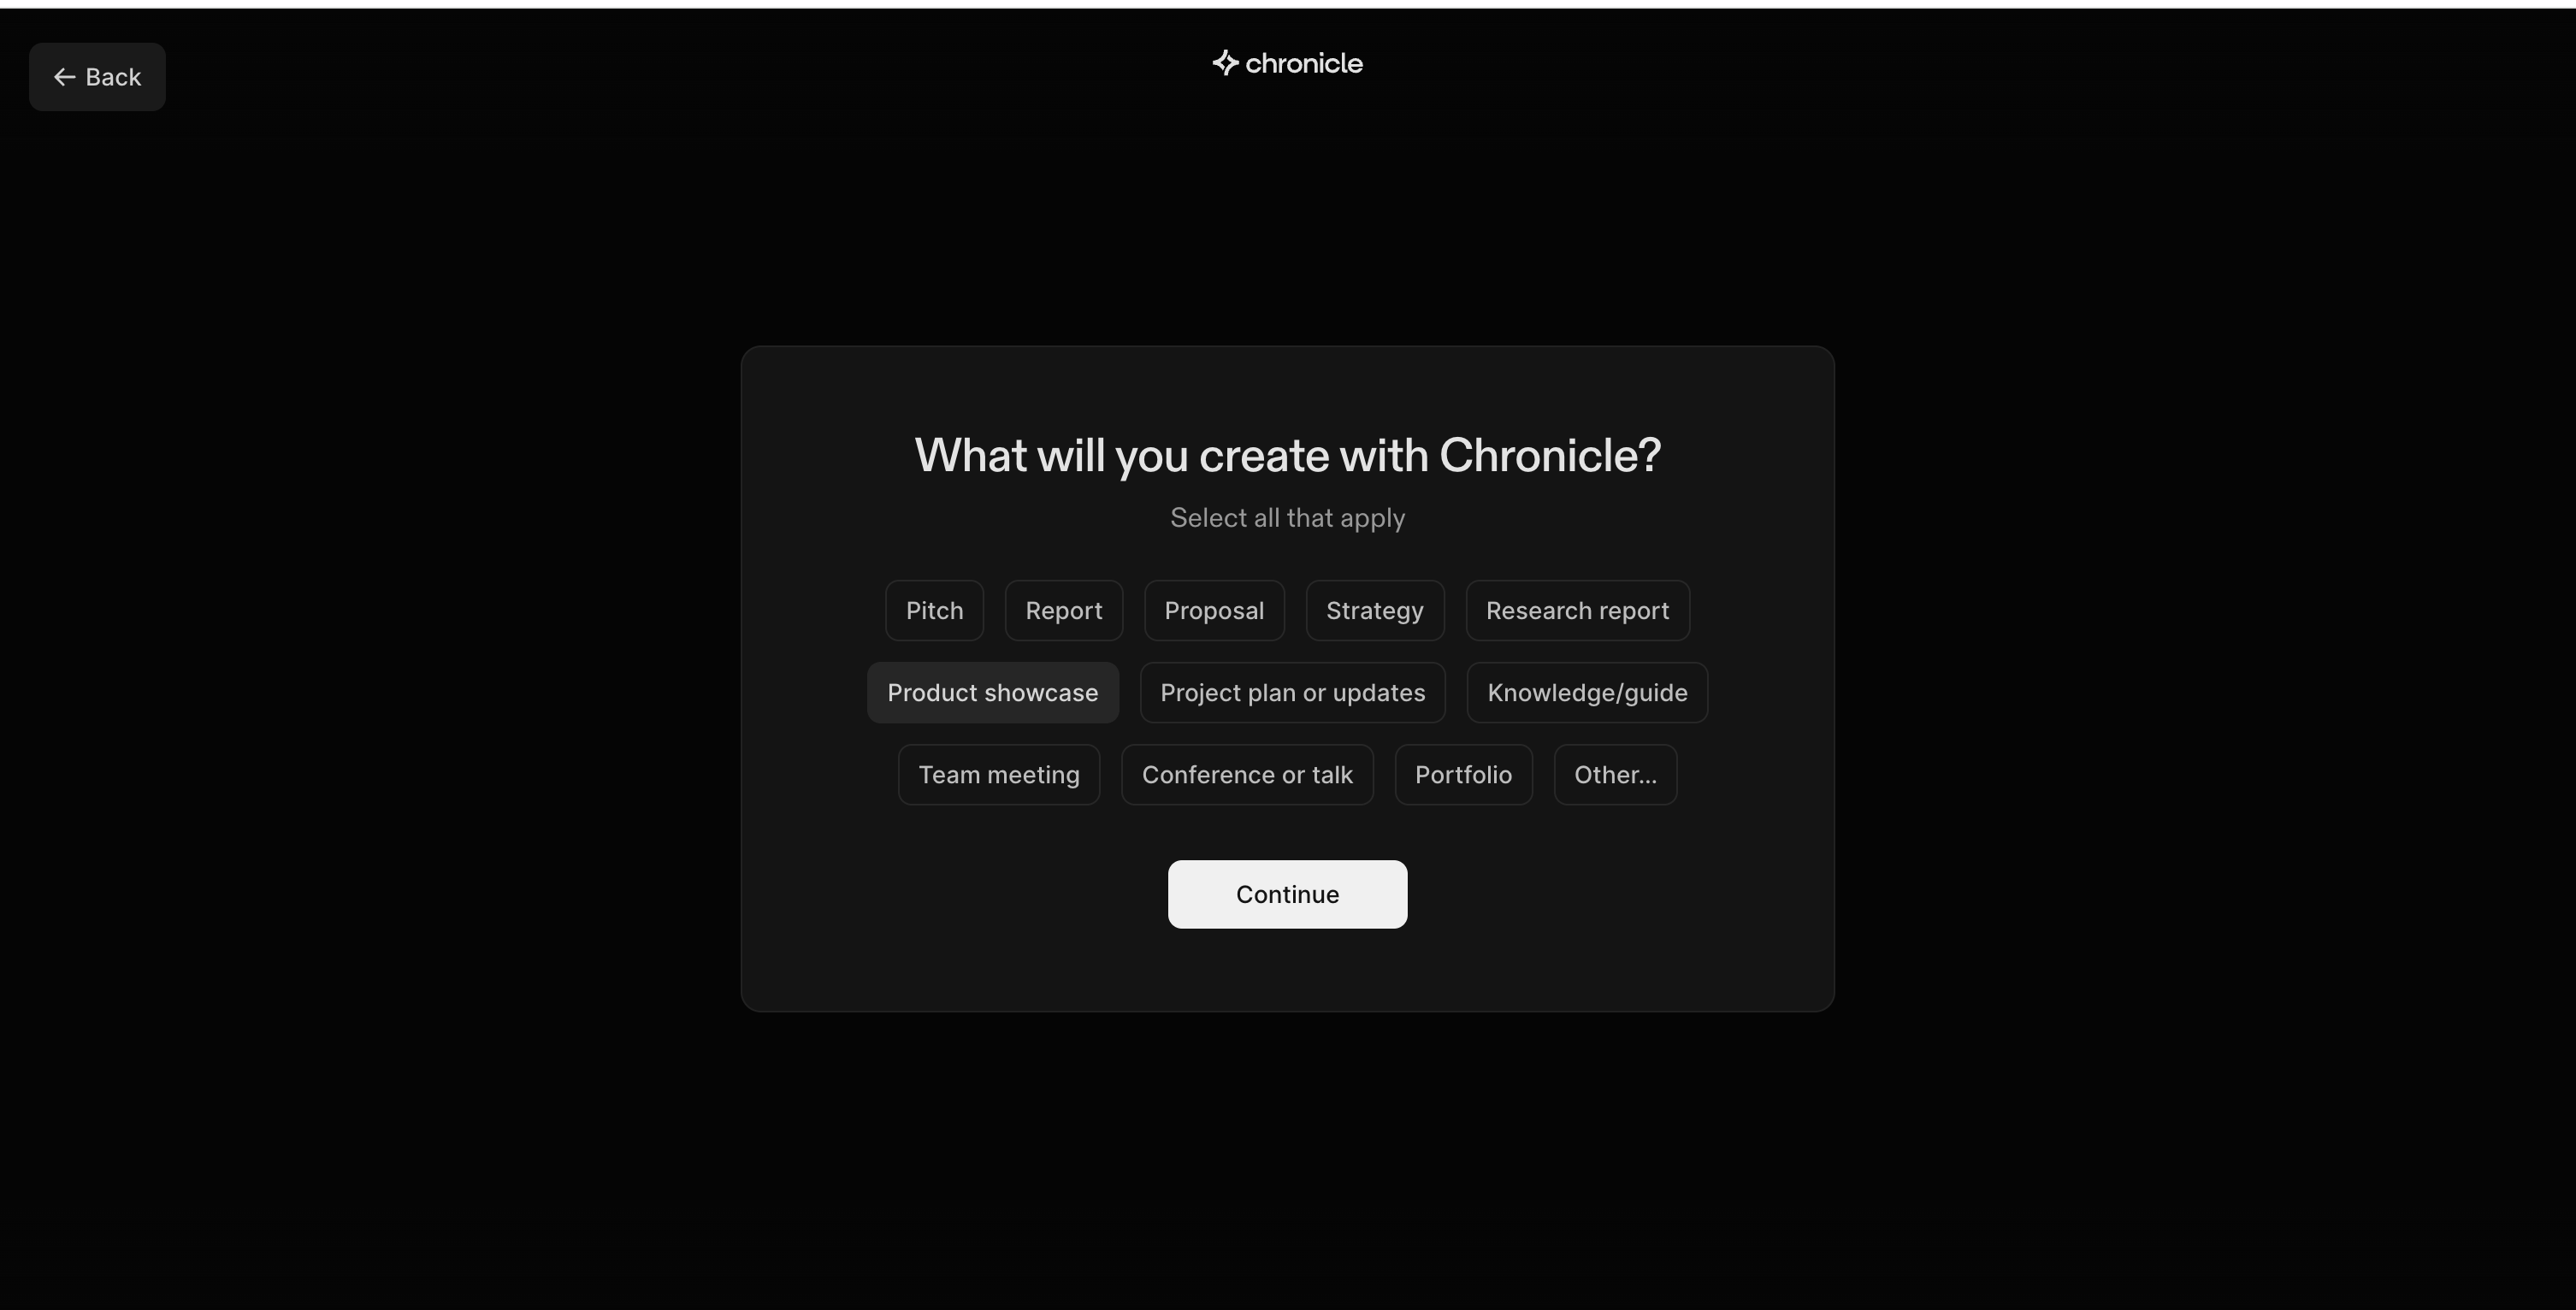 Back
chronicle
What will you create with Chronicle?
Select all that apply
Pitch Report Proposal Strategy Research report
Product showcase Project plan or updates Knowledge/guide
Team meeting Conference or talk Portfolio Other...
Continue